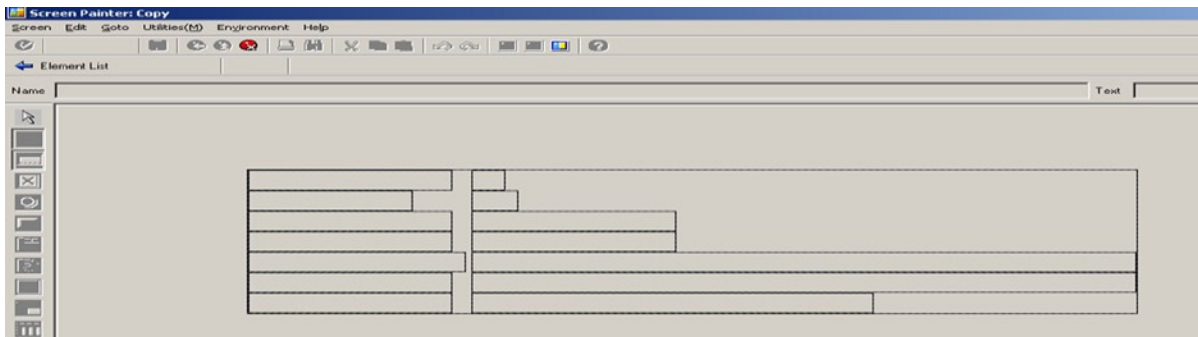 Screen Painter: Copy
Screen Edit Goto Utilities(M) Environment Help
Element List
Name Text